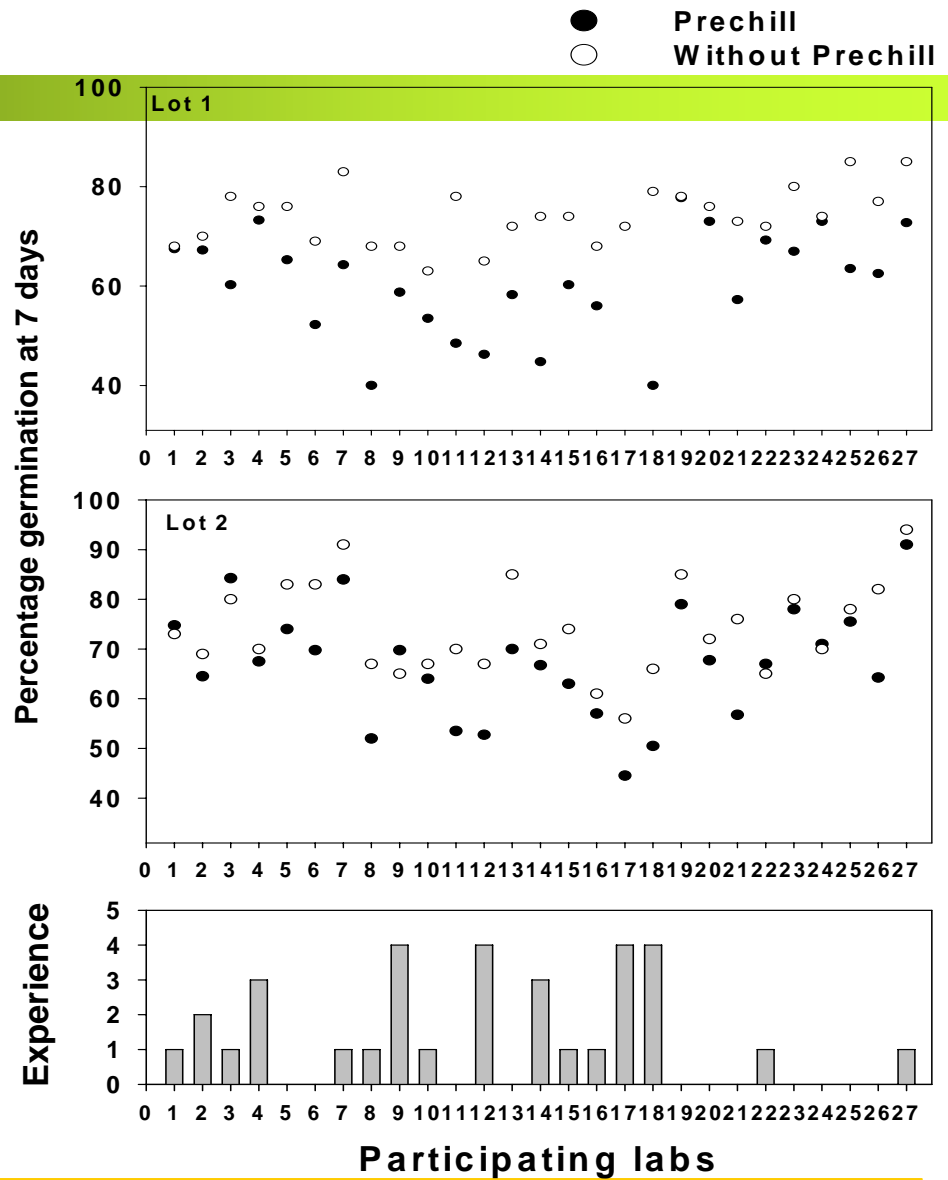 Prechill
Without Prechill
Percentage germination at 7 days
Lot 1
100
80
60
40
0 1 2 3 4 5 6 7 8 9 10 11 12 13 14 15 16 17 18 19 20 21 22 23 24 25 26 27
Lot 2
100
90
80
70
60
50
40
0 1 2 3 4 5 6 7 8 9 10 11 12 13 14 15 16 17 18 19 20 21 22 23 24 25 26 27
Experience
5
4
3
2
1
0
0 1 2 3 4 5 6 7 8 9 10 11 12 13 14 15 16 17 18 19 20 21 22 23 24 25 26 27
Participating labs